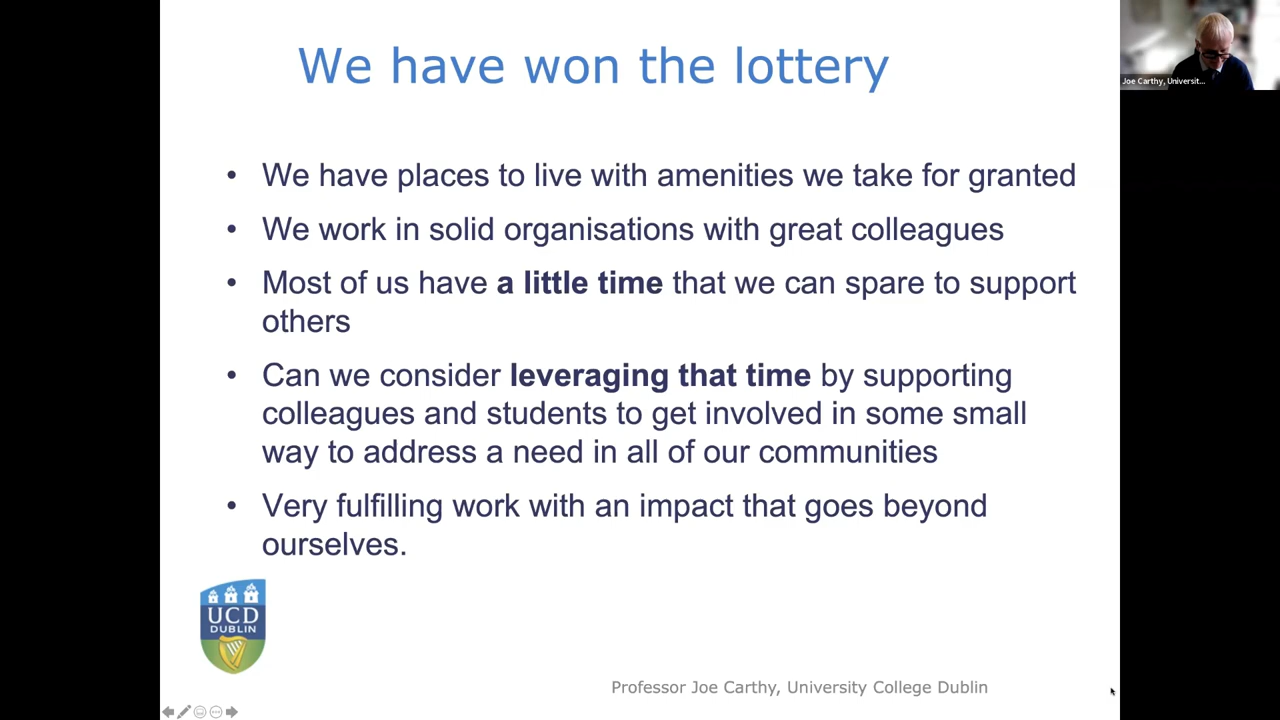 We have won the lottery
Joe Carthy, Universit...
• We have places to live with amenities we take for granted
• We work in solid organisations with great colleagues
• Most of us have a little time that we can spare to support
others
• Can we consider leveraging that time by supporting
colleagues and students to get involved in some small
way to address a need in all of our communities
• Very fulfilling work with an impact that goes beyond
ourselves.
UCD
DUBLIN
Professor Joe Carthy, University College Dublin